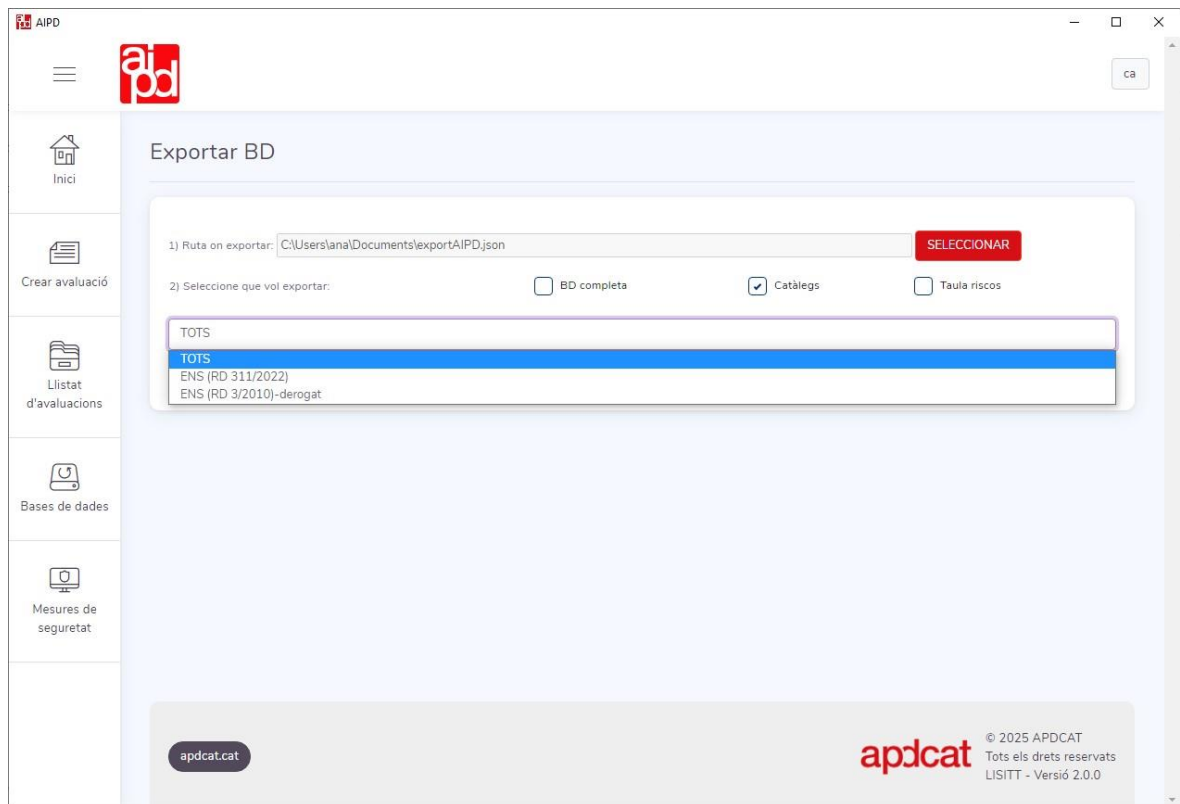 AIPD
aipd
ca
Inici
Crear avaluació
Llistat
d'avaluacions
Bases de dades
Mesures de
seguretat
Exportar BD
1) Ruta on exportar: C:\Users\ana\Documents\exportAIPD.json SELECCIONAR
2) Seleccione que vol exportar: BD completa Catàlegs Taula riscos
TOTS
TOTS
ENS (RD 311/2022)
ENS (RD 3/2010)-derogat
apdcat.cat
apdcat
© 2025 APDCAT
Tots els drets reservats
LISITT - Versió 2.0.0